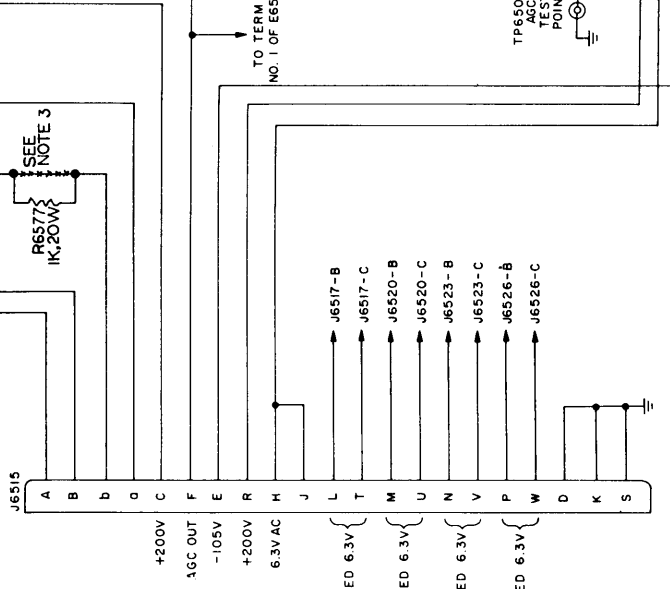 TO TERM
NO. 1 OF E65
TP650
AGC
TES
POIN
SEE
NOTE 3
R6577
1K,20W
J6517-B
J6517-C
J6520-B
J6520-C
J6523-B
J6523-C
J6526-B
J6526-C
J6515
A
B
b
a
C
F
E
R
H
J
L
T
M
U
N
V
P
W
D
K
S
+200V
AGC OUT
-105V
+200V
6.3V AC
ED 6.3V
ED 6.3V
ED 6.3V
ED 6.3V